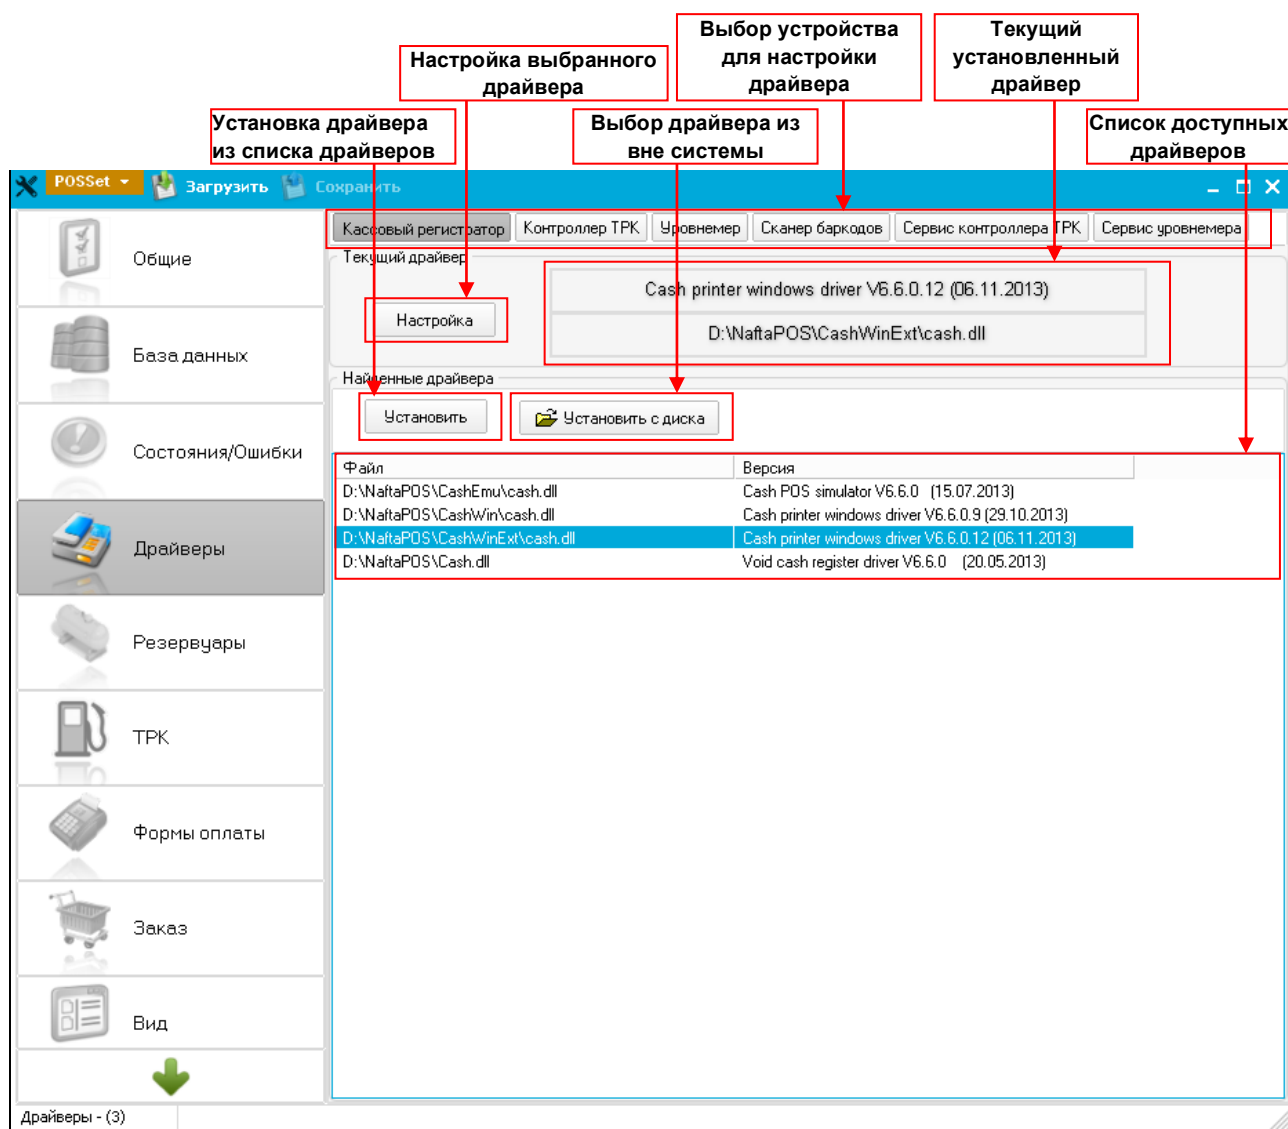 Выбор устройства
для настройки
драйвера
Текущий
установленный
драйвер
Настройка выбранного
драйвера
Установка драйвера
из списка драйверов
Выбор драйвера из
вне системы
Список доступных
драйверов
POSSet Загрузить Сохранить
Кассовый регистратор Контроллер ТРК Уровнемер Сканер баркодов Сервис контроллера ТРК Сервис уровнемера
Общие
База данных
Состояния/Ошибки
Драйверы
Резервуары
ТРК
Формы оплаты
Заказ
Вид
Текущий драйвер
Настройка
Cash printer windows driver V6.6.0.12 (06.11.2013)
D:\NaftaPOS\CashWinExt\cash.dll
Найденные драйвера
Установить Установить с диска
Файл Версия
D:\NaftaPOS\CashEmu\cash.dll Cash POS simulator V6.6.0 (15.07.2013)
D:\NaftaPOS\CashWin\cash.dll Cash printer windows driver V6.6.0.9 (29.10.2013)
D:\NaftaPOS\CashWinExt\cash.dll Cash printer windows driver V6.6.0.12 (06.11.2013)
D:\NaftaPOS\Cash.dll Void cash register driver V6.6.0 (20.05.2013)
Драйверы - (3)